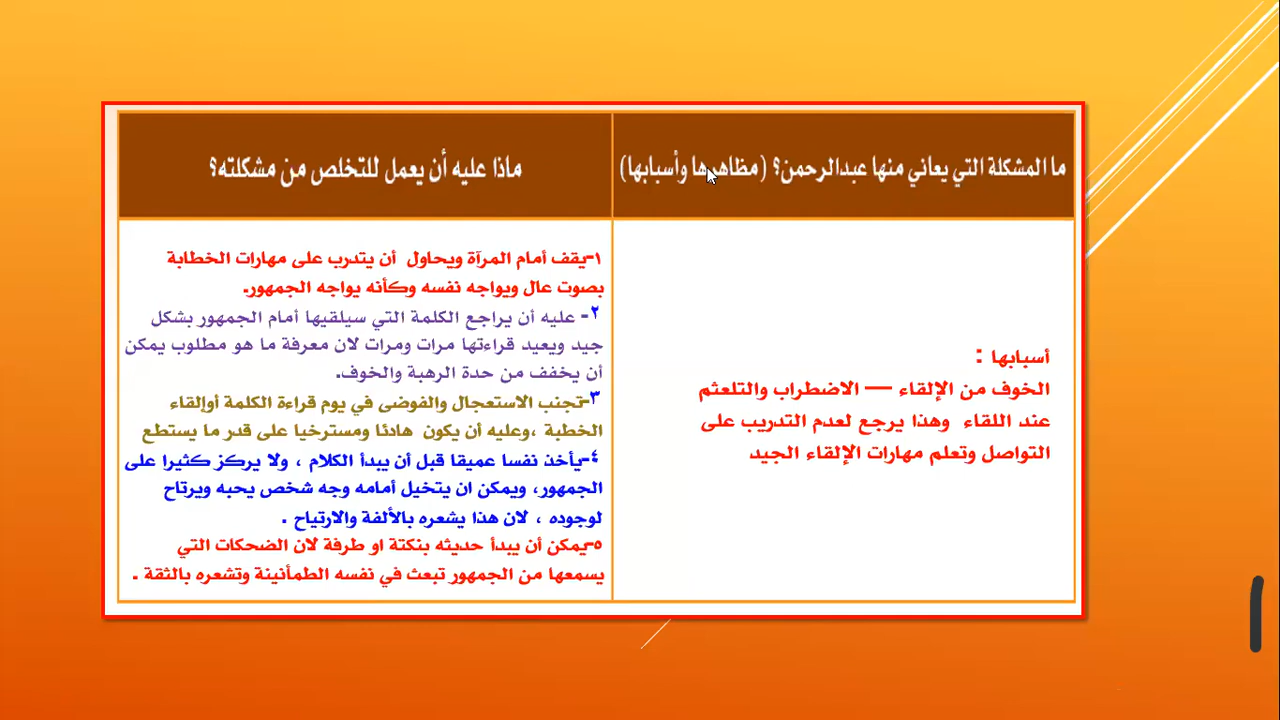 ما المشكلة التي يعاني منها عبدالرحمن؟ (مظاهرها وأسبابها)
أسبابها :
الخوف من الإلقاء — الاضطراب والتلعثم
عند اللقاء وهذا يرجع لعدم التدريب على
التواصل وتعلم مهارات الإلقاء الجيد
ماذا عليه أن يعمل للتخلص من مشكلته؟
١-يقف أمام المرآة ويحاول أن يتدرب على مهارات الخطابة
بصوت عال ويواجه نفسه وكأنه يواجه الجمهور.
٢- عليه أن يراجع الكلمة التي سيلقيها أمام الجمهور بشكل
جيد ويعيد قراءتها مرات ومرات لان معرفة ما هو مطلوب يمكن
أن يخفف من حدة الرهبة والخوف.
٣-تجنب الاستعجال والفوضى في يوم قراءة الكلمة أوإلقاء
الخطبة ،وعليه أن يكون هادئا ومسترخيا على قدر ما يستطع
٤-يأخذ نفسا عميقا قبل أن يبدأ الكلام ، ولا يركز كثيرا على
الجمهور، ويمكن ان يتخيل أمامه وجه شخص يحبه ويرتاح
لوجوده ، لان هذا يشعره بالألفة والارتياح .
٥-يمكن أن يبدأ حديثه بنكتة او طرفة لان الضحكات التي
يسمعها من الجمهور تبعث في نفسه الطمأنينة وتشعره بالثقة .